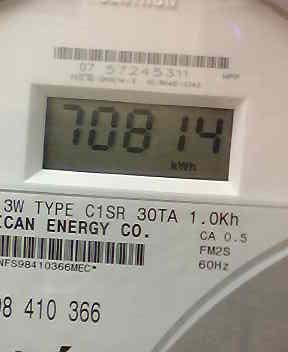 07 57245311
70814
kWh
3W TYPE C1SR 30TA 1.0Kh
ICAN ENERGY CO.
CA 0.5
FM2S
60Hz
NFS98410366MEC*
98 410 366